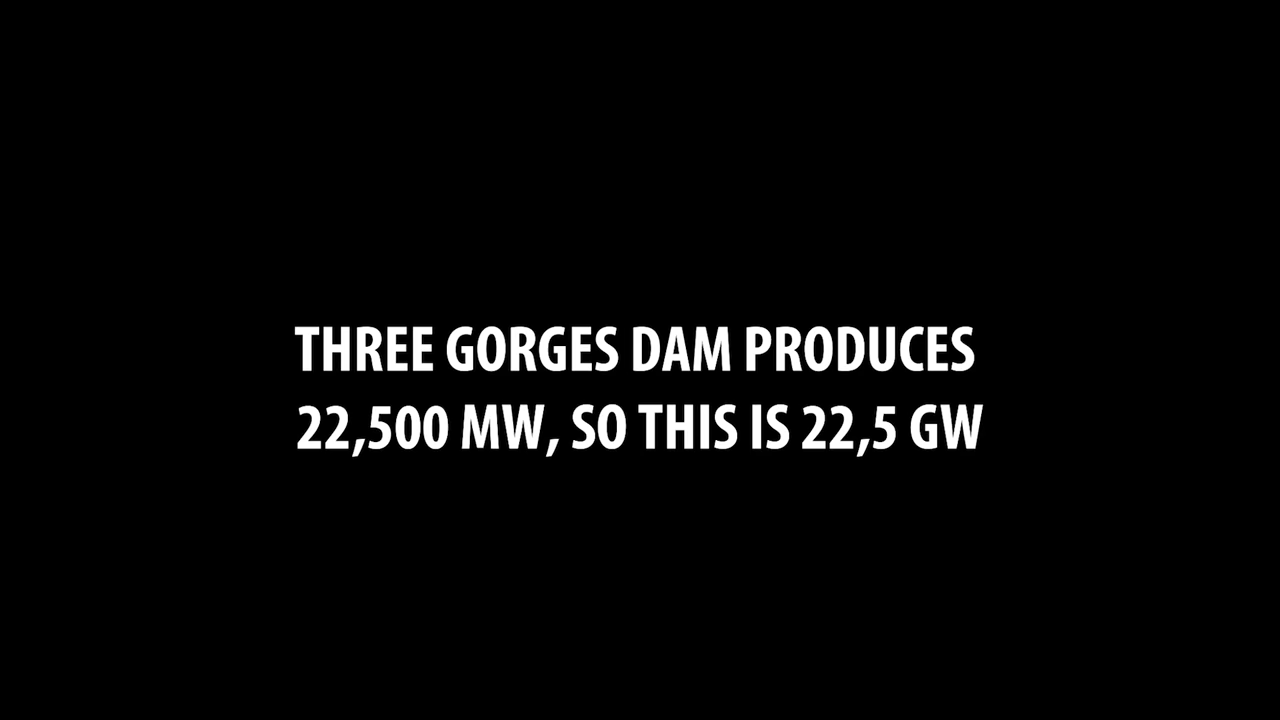 THREE GORGES DAM PRODUCES
22,500 MW, SO THIS IS 22,5 GW